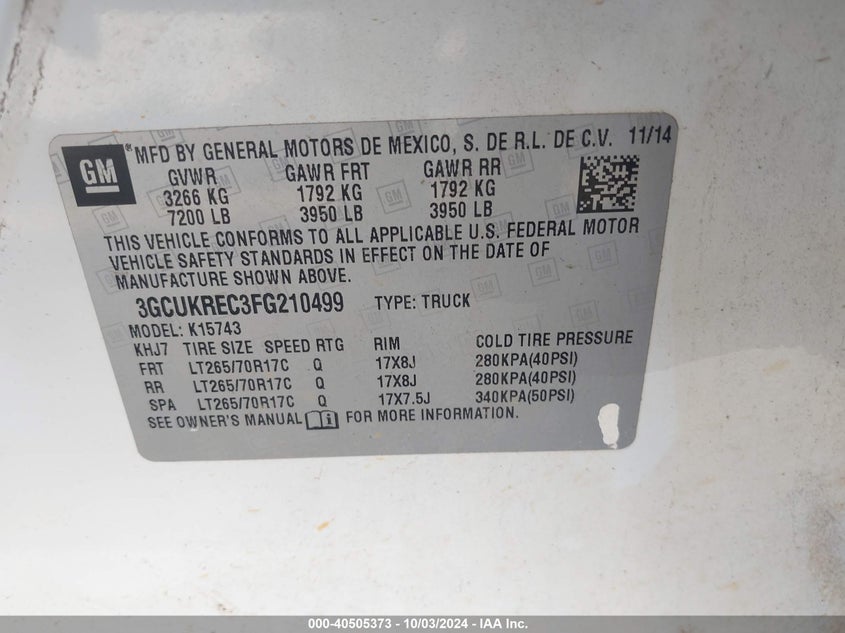 GM ® MFD BY GENERAL MOTORS DE MEXICO, S. DE R.L. DE C.V. 11/14
GVWR GAWR FRT GAWR RR
3266 KG 1792 KG 1792 KG
7200 LB 3950 LB 3950 LB
THIS VEHICLE CONFORMS TO ALL APPLICABLE U.S. FEDERAL MOTOR
VEHICLE SAFETY STANDARDS IN EFFECT ON THE DATE OF
MANUFACTURE SHOWN ABOVE.
3GCUKREC3FG210499 TYPE: TRUCK
MODEL: K15743
KHJ7 TIRE SIZE SPEED RTG RIM COLD TIRE PRESSURE
FRT LT265/70R17C Q 17X8J 280KPA(40PSI)
RR LT265/70R17C Q 17X8J 280KPA(40PSI)
SPA LT265/70R17C Q 17X7.5J 340KPA(50PSI)
SEE OWNER'S MANUAL FOR MORE INFORMATION.
000-40505373 - 10/03/2024 - IAA Inc.